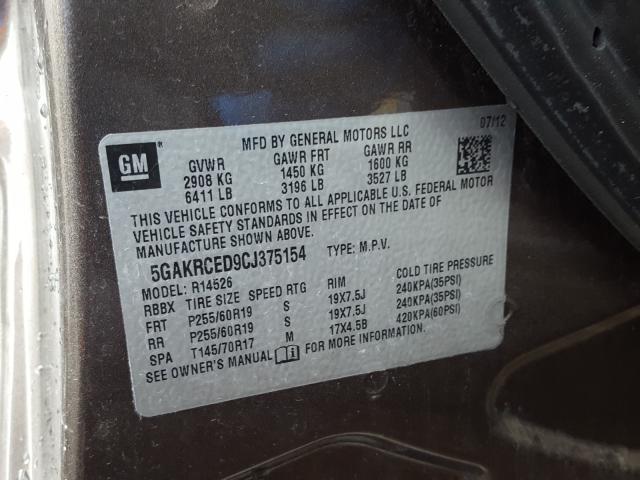 GM
MFD BY GENERAL MOTORS LLC
07/12
GVWR GAWR FRT GAWR RR
2908 KG 1450 KG 1600 KG
6411 LB 3196 LB 3527 LB
THIS VEHICLE CONFORMS TO ALL APPLICABLE U.S. FEDERAL MOTOR
VEHICLE SAFETY STANDARDS IN EFFECT ON THE DATE OF
MANUFACTURE SHOWN ABOVE.
5GAKRCED9CJ375154 TYPE: M.P.V.
MODEL: R14526
RBBX TIRE SIZE SPEED RTG RIM COLD TIRE PRESSURE
FRT P255/60R19 S 19X7.5J 240KPA(35PSI)
RR P255/60R19 S 19X7.5J 240KPA(35PSI)
SPA T145/70R17 M 17X4.5B 420KPA(60PSI)
SEE OWNER'S MANUAL FOR MORE INFORMATION.